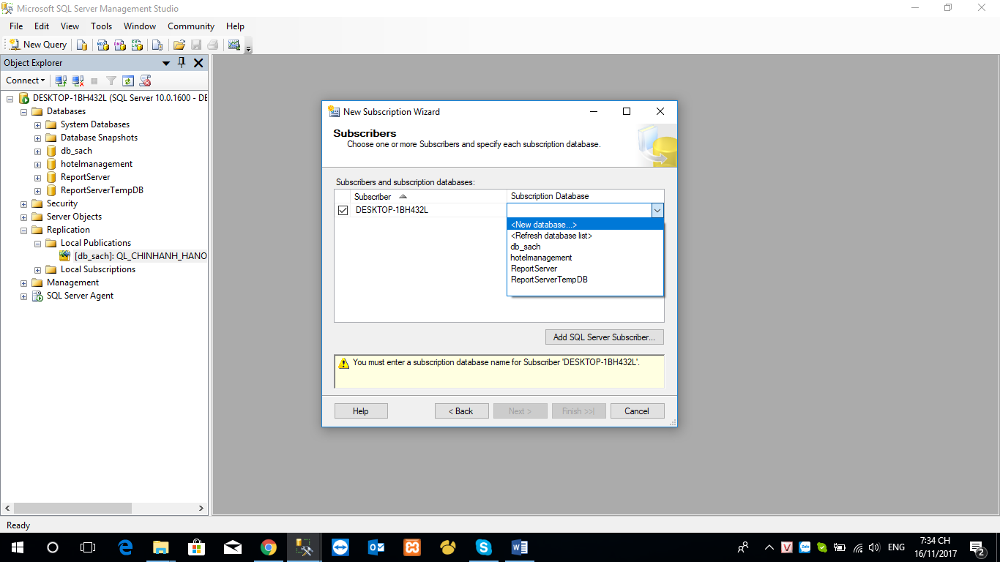 Microsoft SQL Server Management Studio
File Edit View Tools Window Community Help
New Query
Object Explorer
Connect
DESKTOP-1BH432L (SQL Server 10.0.1600 - DE
Databases
System Databases
Database Snapshots
db_sach
hotelmanagement
ReportServer
ReportServerTempDB
Security
Server Objects
Replication
Local Publications
[db_sach]: QL_CHINHANH_HANO
Local Subscriptions
Management
SQL Server Agent
New Subscription Wizard
Subscribers
Choose one or more Subscribers and specify each subscription database.
Subscribers and subscription databases:
Subscriber Subscription Database
DESKTOP-1BH432L
<New database...>
<Refresh database list>
db_sach
hotelmanagement
ReportServer
ReportServerTempDB
Add SQL Server Subscriber...
You must enter a subscription database name for Subscriber 'DESKTOP-1BH432L'.
Help < Back Next > Finish >>| Cancel
Ready
ENG
7:34 CH
16/11/2017
2